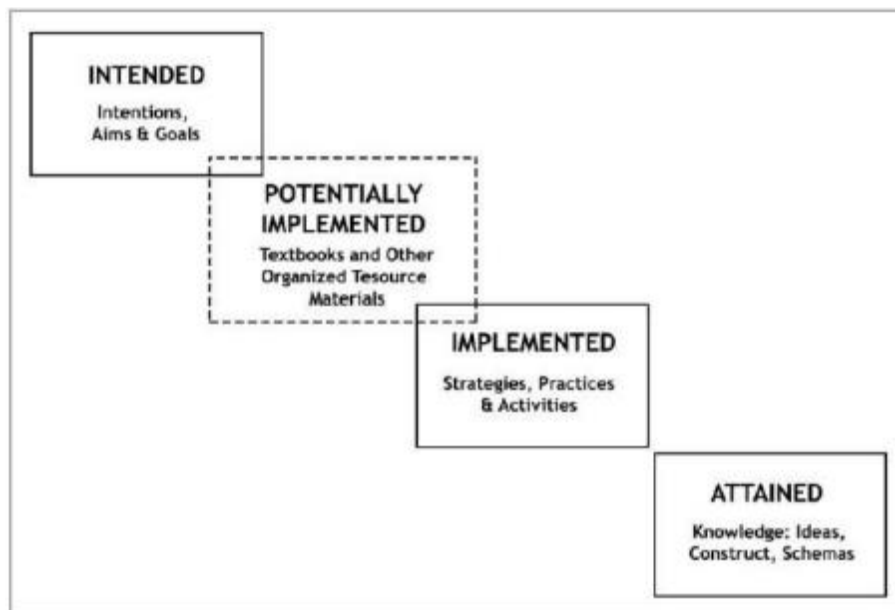 INTENDED
Intentions,
Aims & Goals
POTENTIALLY
IMPLEMENTED
Textbooks and Other
Organized Tesource
Materials
IMPLEMENTED
Strategies, Practices
& Activities
ATTAINED
Knowledge: Ideas,
Construct, Schemas